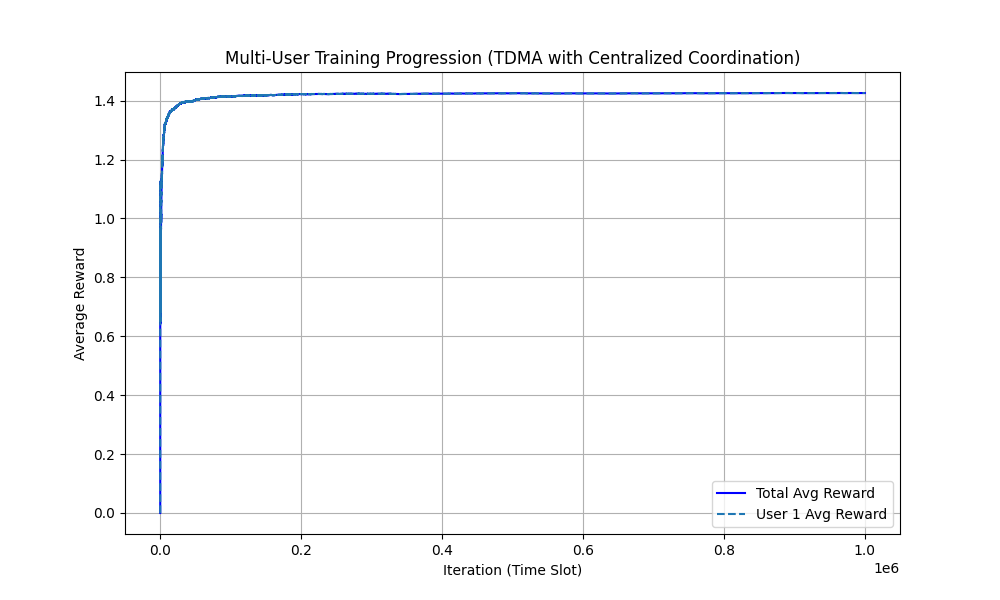 Multi-User Training Progression (TDMA with Centralized Coordination)
Average Reward
1.4
1.2
1.0
0.8
0.6
0.4
0.2
0.0
Total Avg Reward
User 1 Avg Reward
0.0 0.2 0.4 0.6 0.8 1.0
1e6
Iteration (Time Slot)